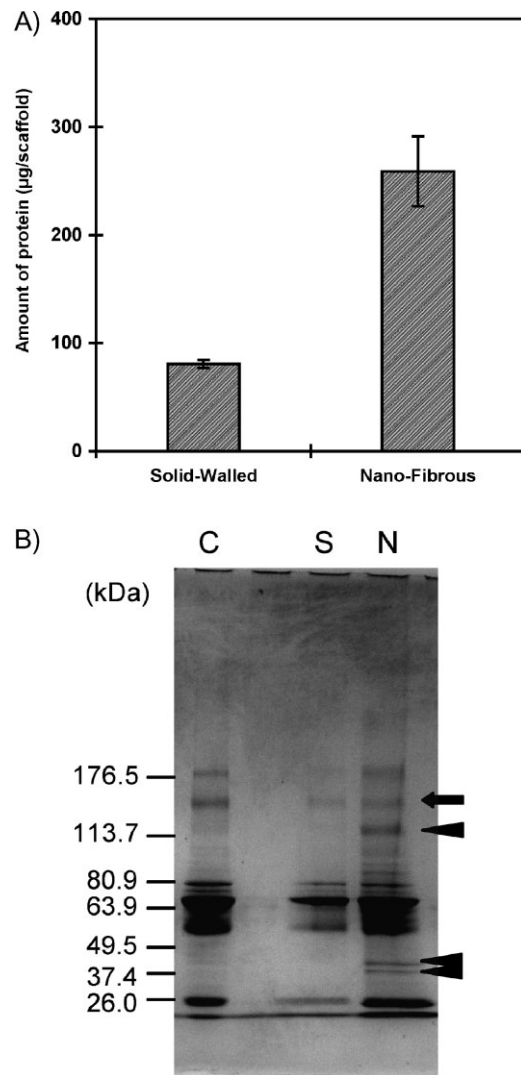 A)
400
300
200
100
0
Amount of protein (µg/scaffold)
Solid-Walled
Nano-Fibrous
B)
C S N
(kDa)
176.5
113.7
80.9
63.9
49.5
37.4
26.0